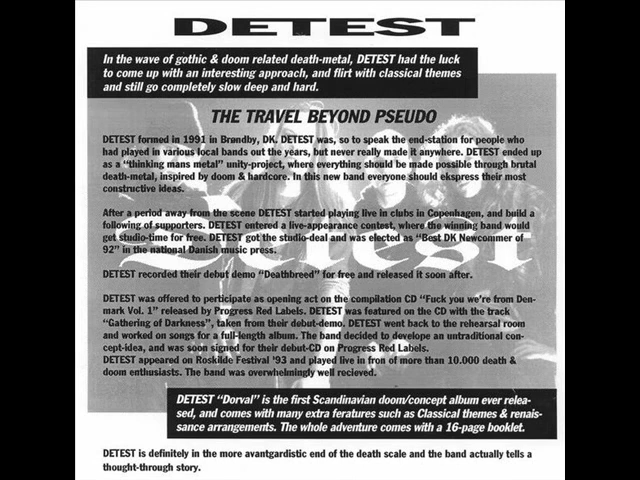 DETEST
In the wave of gothic & doom related death-metal, DETEST had the luck
to come up with an interesting approach, and flirt with classical themes
and still go completely slow deep and hard.
THE TRAVEL BEYOND PSEUDO
DETEST formed in 1991 in Brøndby, DK. DETEST was, so to speak the end-station for people who
had played in various local bands out the years, but never really made it anywhere. DETEST ended up
as a "thinking mans metal" unity-project, where everything should be made possible through brutal
death-metal, inspired by doom & hardcore. In this new band everyone should ekspress their most
constructive ideas.
After a period away from the scene DETEST started playing live in clubs in Copenhagen, and build a
following of supporters. DETEST entered a live-appearance contest, where the winning band would
get studio-time for free. DETEST got the studio-deal and was elected as "Best DK Newcommer of
92" in the national Danish music press.
DETEST recorded their debut demo "Deathbreed" for free and released it soon after.
DETEST was offered to perticipate as opening act on the compilation CD "Fuck you we're from Den-
mark Vol. 1" released by Progress Red Labels. DETEST was featured on the CD with the track
"Gathering of Darkness", taken from their debut-demo. DETEST went back to the rehearsal room
and worked on songs for a full-length album. The band decided to develope an untraditional con-
cept-idea, and was soon signed for their debut-CD on Progress Red Labels.
DETEST appeared on Roskilde Festival '93 and played live in fron of more than 10.000 death &
doom enthusiasts. The band was overwhelmingly well recieved.
DETEST "Dorval" is the first Scandinavian doom/concept album ever relea-
sed, and comes with many extra feratures such as Classical themes & renais-
sance arrangements. The whole adventure comes with a 16-page booklet.
DETEST is definitely in the more avantgardistic end of the death scale and the band actually tells a
thought-through story.